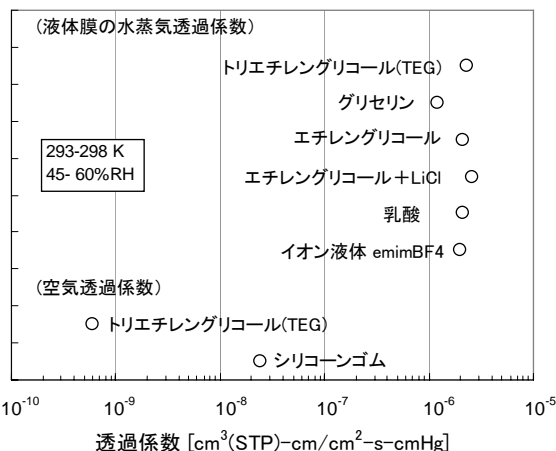 (液体膜の水蒸気透過係数)
トリエチレングリコール(TEG)
グリセリン
293-298 K
45- 60%RH
エチレングリコール
エチレングリコール+LiCl
乳酸
イオン液体 emimBF4
(空気透過係数)
トリエチレングリコール(TEG)
シリコーンゴム
10⁻¹⁰ 10⁻⁹ 10⁻⁸ 10⁻⁷ 10⁻⁶ 10⁻⁵
透過係数 [cm³(STP)-cm/cm²-s-cmHg]